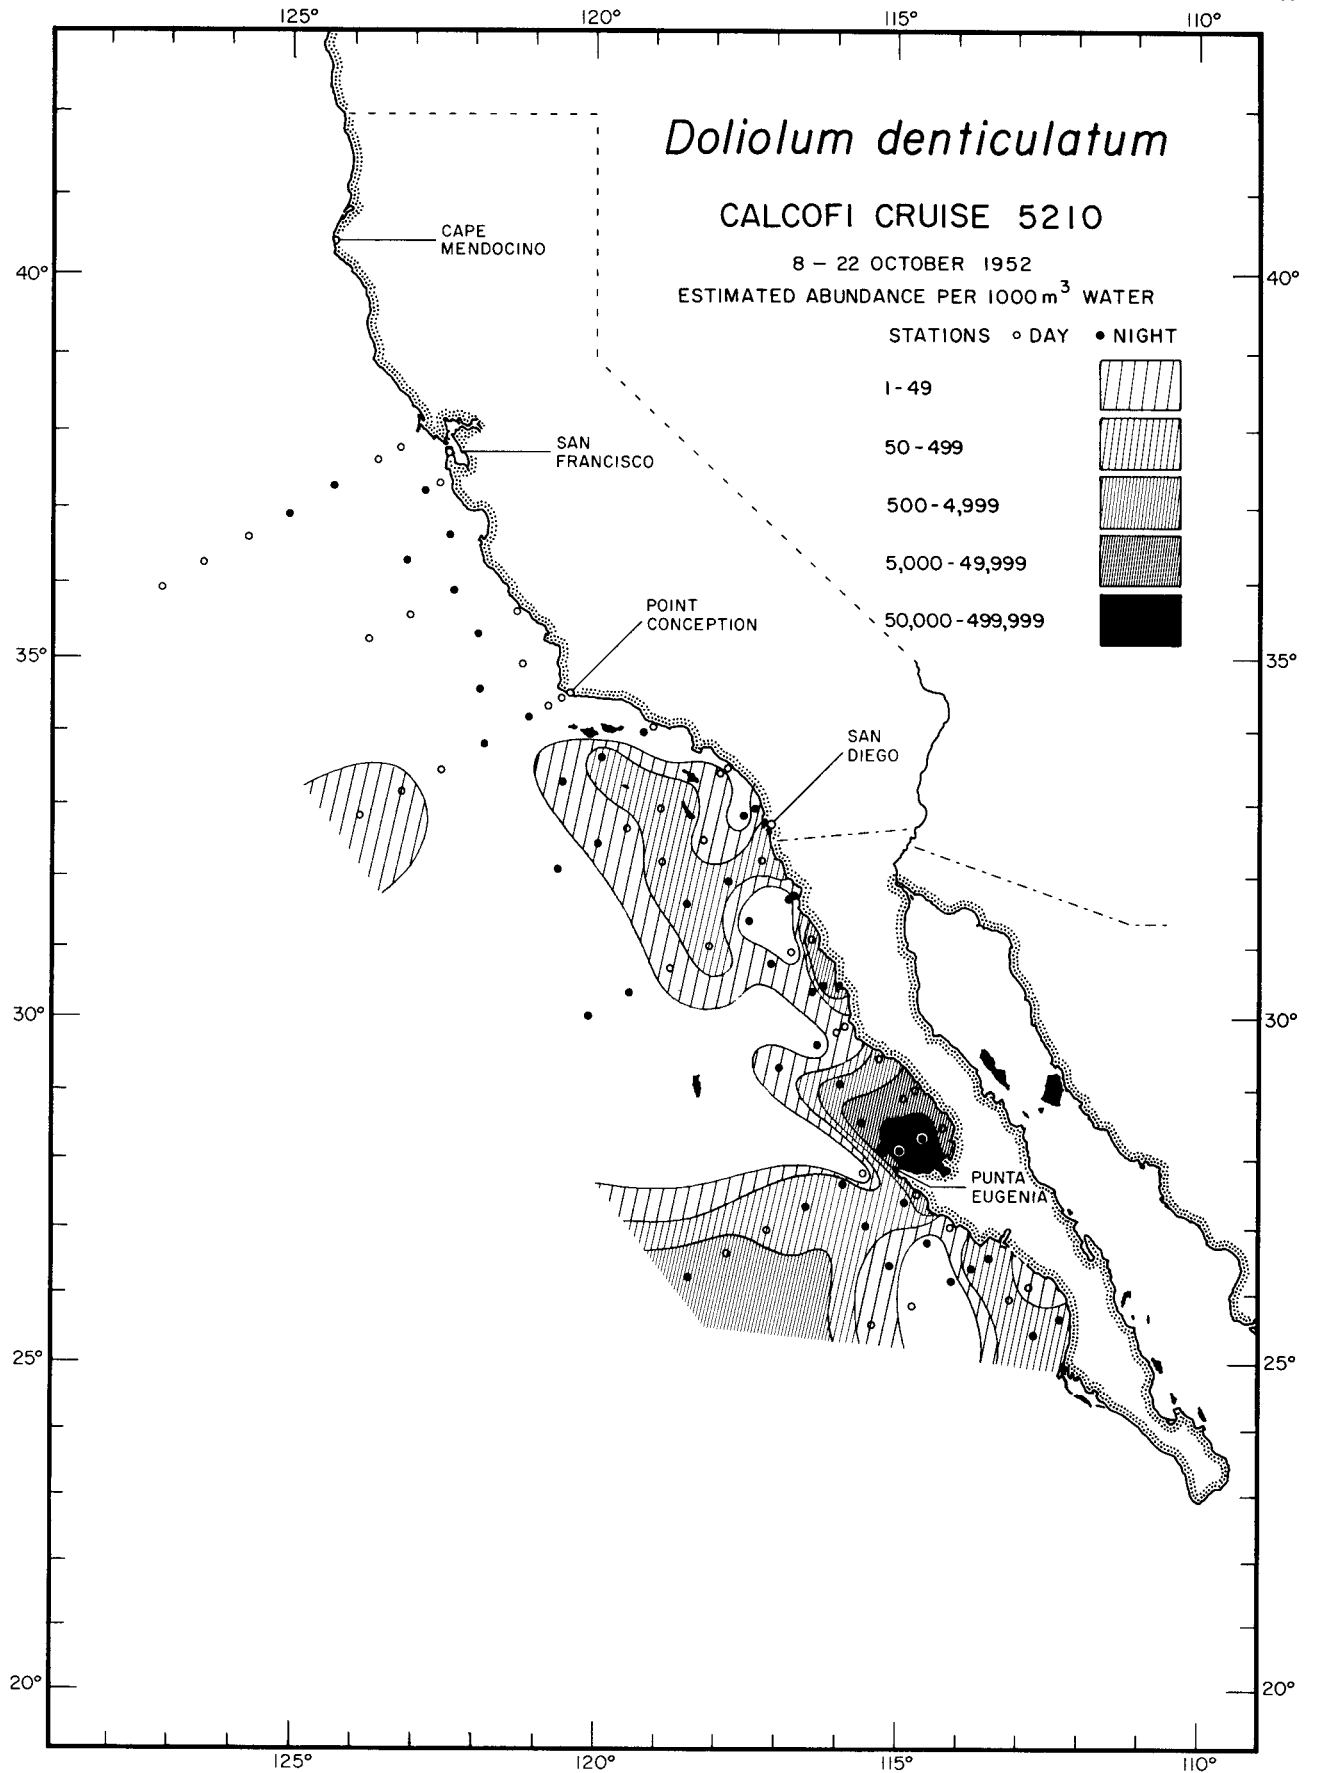 125° 120° 115° 110°
Doliolum denticulatum
CALCOFI CRUISE 5210
8 – 22 OCTOBER 1952
ESTIMATED ABUNDANCE PER 1000 m³ WATER
STATIONS ○ DAY ● NIGHT
1 - 49
50 - 499
500 - 4,999
5,000 - 49,999
50,000 - 499,999
CAPE
MENDOCINO
40° 40°
SAN
FRANCISCO
POINT
CONCEPTION
35° 35°
SAN
DIEGO
30° 30°
PUNTA
EUGENIA
25° 25°
20° 20°
125° 120° 115° 110°